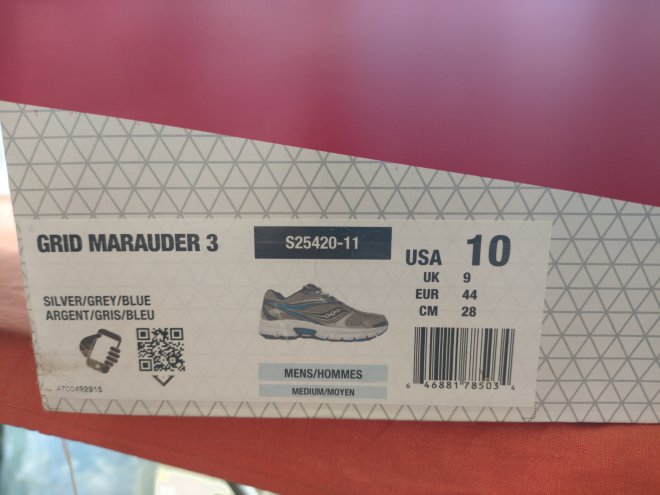 GRID MARAUDER 3
S25420-11
USA 10
UK 9
EUR 44
CM 28
SILVER/GREY/BLUE
ARGENT/GRIS/BLEU
MENS/HOMMES
MEDIUM/MOYEN
4700492915
6 46881 78503 4